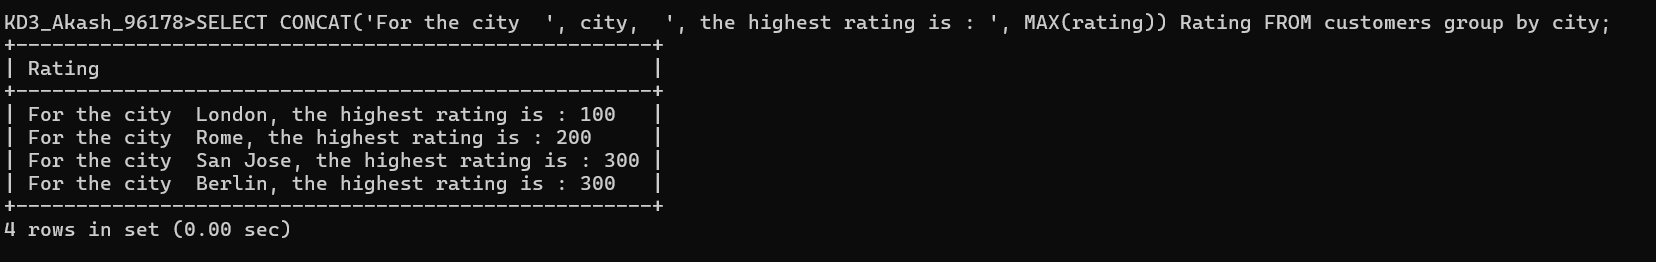 KD3_Akash_96178>SELECT CONCAT('For the city  ', city,  ', the highest rating is : ', MAX(rating)) Rating FROM customers group by city;
+-----------------------------------------------------+
| Rating                                              |
+-----------------------------------------------------+
| For the city  London, the highest rating is : 100   |
| For the city  Rome, the highest rating is : 200     |
| For the city  San Jose, the highest rating is : 300 |
| For the city  Berlin, the highest rating is : 300   |
+-----------------------------------------------------+
4 rows in set (0.00 sec)